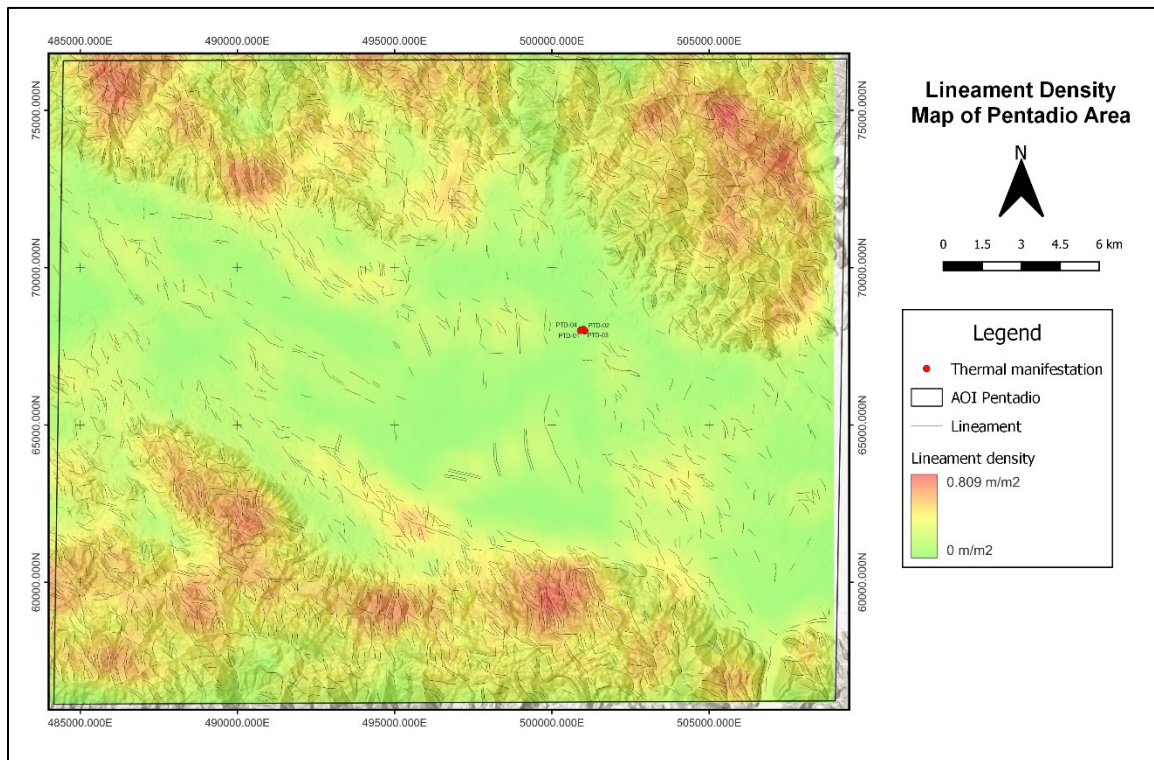 485000.000E 490000.000E 495000.000E 500000.000E 505000.000E
75000.000N 75000.000N
70000.000N 70000.000N
65000.000N 65000.000N
60000.000N 60000.000N
PTD-04 PTD-02
PTD-01 PTD-03
485000.000E 490000.000E 495000.000E 500000.000E 505000.000E
Lineament Density
Map of Pentadio Area
N
0 1.5 3 4.5 6 km
Legend
Thermal manifestation
AOI Pentadio
Lineament
Lineament density
0.809 m/m2
0 m/m2